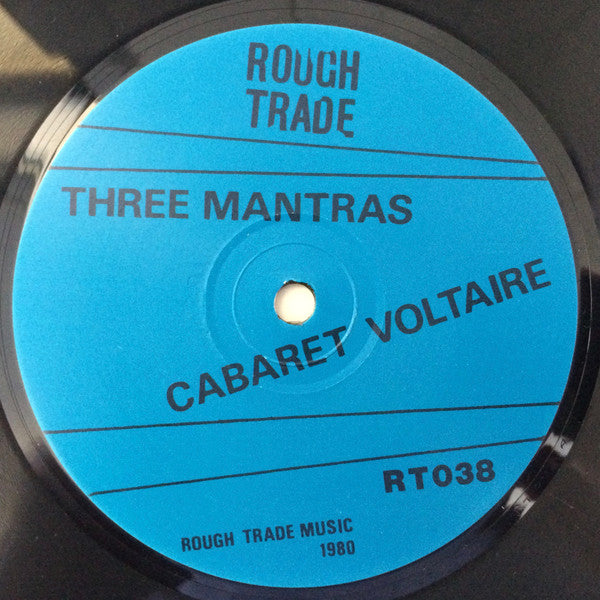 ROUGH
TRADE
THREE MANTRAS
CABARET VOLTAIRE
RT038
ROUGH TRADE MUSIC
1980